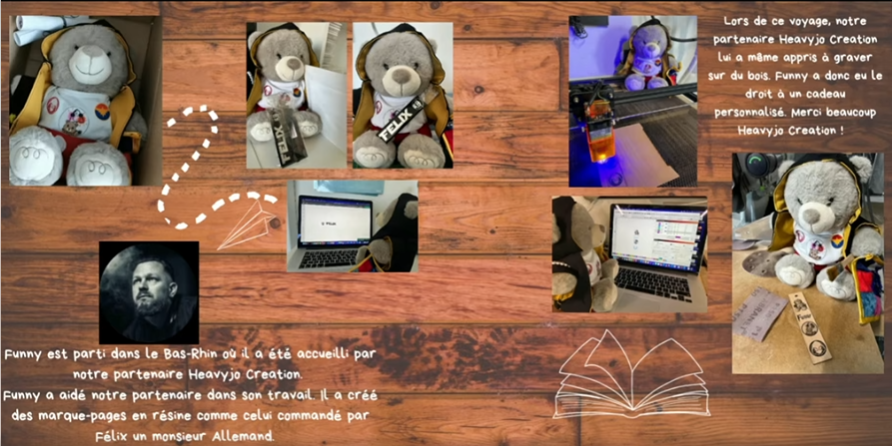 Lors de ce voyage, notre
partenaire Heavyjo Creation
lui a même appris à graver
sur du bois. Funny a donc eu le
droit à un cadeau
personnalisé. Merci beaucoup
Heavyjo Creation !
FELIX
FELIX
Funny est parti dans le Bas-Rhin où il a été accueilli par
notre partenaire Heavyjo Creation.
Funny a aidé notre partenaire dans son travail. Il a créé
des marque-pages en résine comme celui commandé par
Félix un monsieur Allemand.